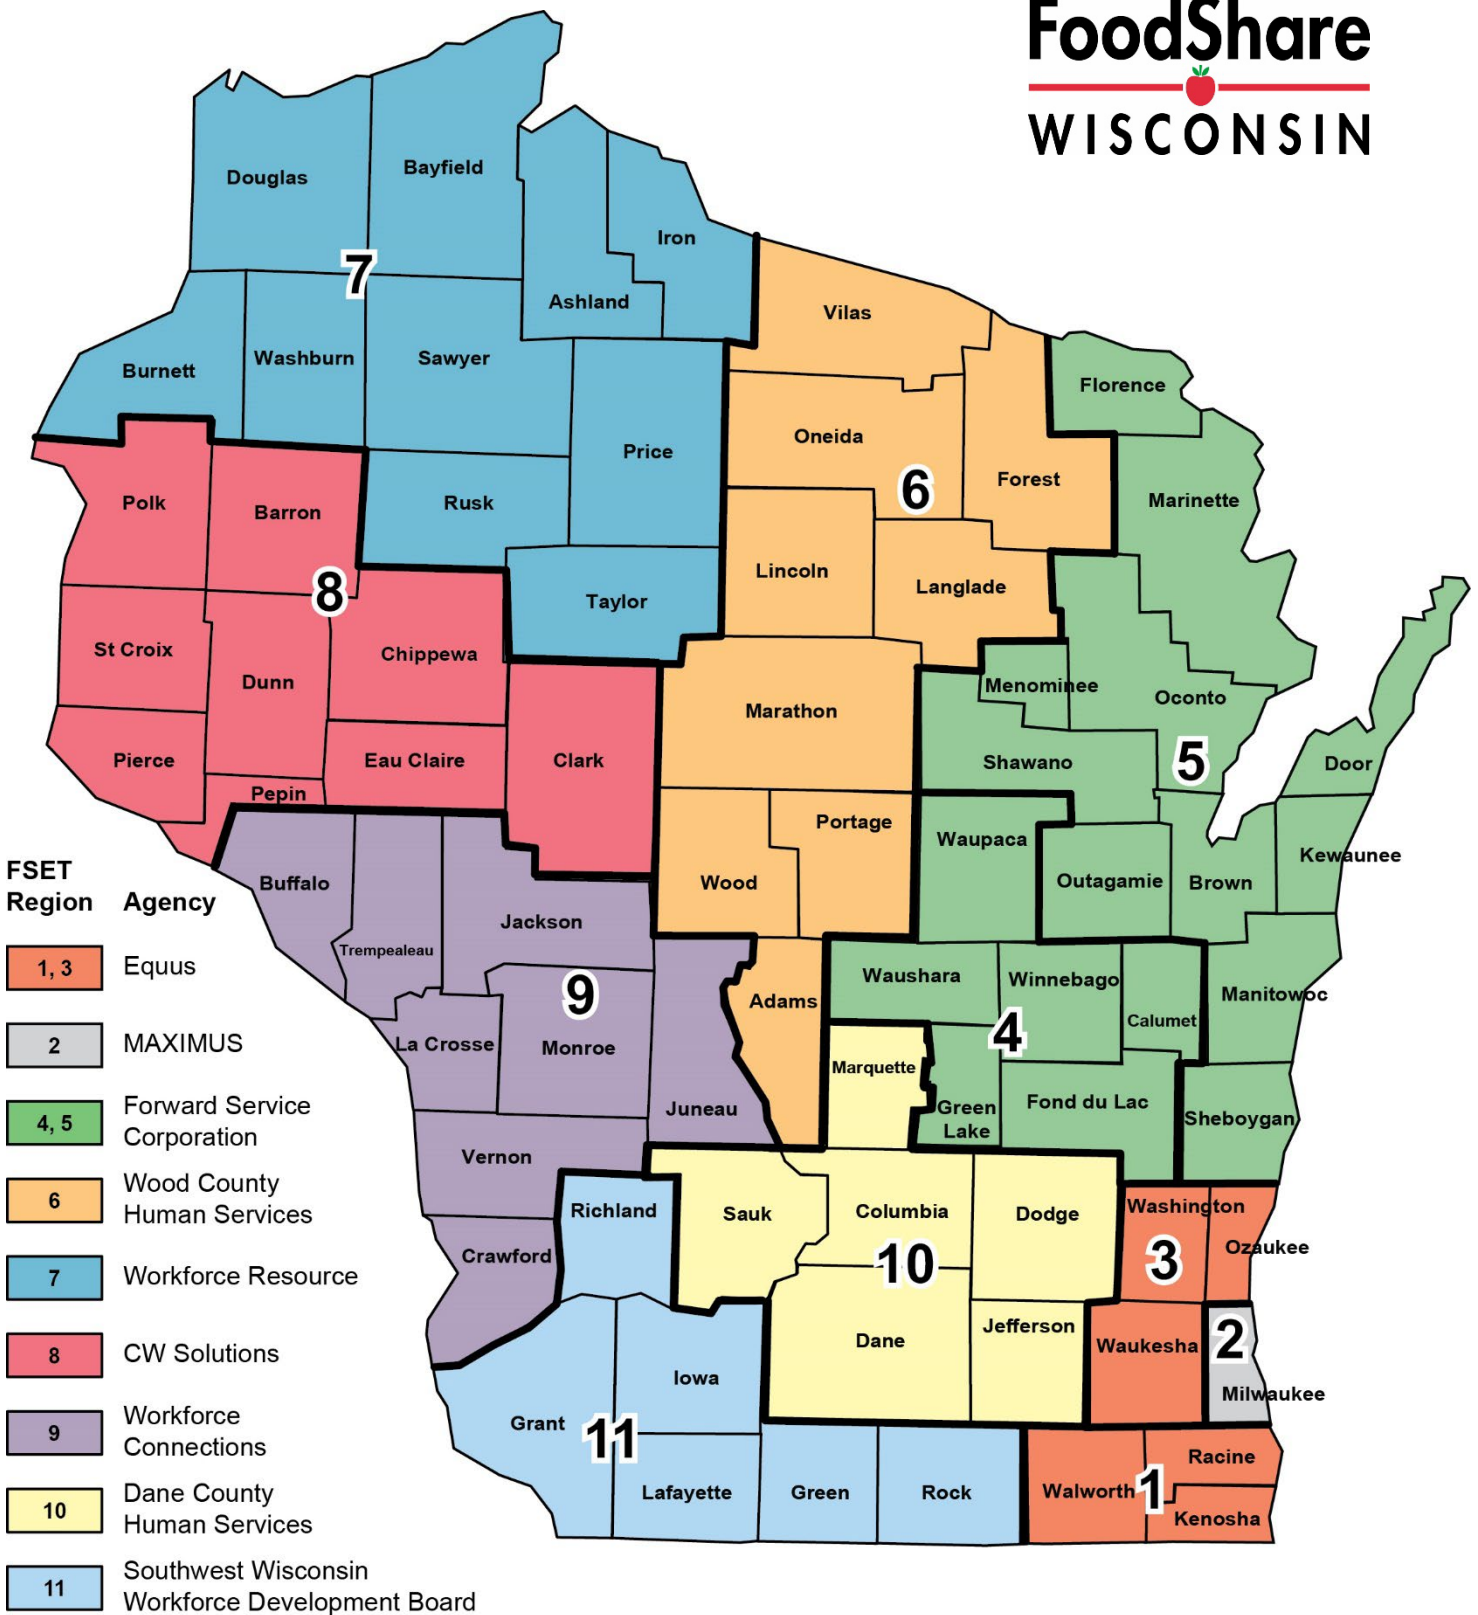 FoodShare
WISCONSIN
Douglas
Bayfield
Iron
7
Ashland
Vilas
Burnett
Washburn
Sawyer
Florence
Oneida
Price
Polk
Barron
Rusk
6
Forest
Marinette
Lincoln
Langlade
8
Taylor
St Croix
Chippewa
Dunn
Menominee
Oconto
Marathon
Pierce
Eau Claire
Clark
Shawano
5
Door
Pepin
Portage
Waupaca
Kewaunee
Buffalo
Wood
Outagamie
Brown
Jackson
Trempealeau
Waushara
Winnebago
9
Adams
Manitowoc
Calumet
La Crosse
Monroe
4
Marquette
Juneau
Green
Lake
Fond du Lac
Sheboygan
Vernon
Richland
Sauk
Columbia
Dodge
Washington
Crawford
Ozaukee
10
3
Dane
Jefferson
Waukesha
2
Iowa
Milwaukee
Grant
11
Racine
Lafayette
Green
Rock
Walworth
1
Kenosha
FSET
Region Agency
1, 3 Equus
2 MAXIMUS
4, 5 Forward Service
Corporation
6 Wood County
Human Services
7 Workforce Resource
8 CW Solutions
9 Workforce
Connections
10 Dane County
Human Services
11 Southwest Wisconsin
Workforce Development Board